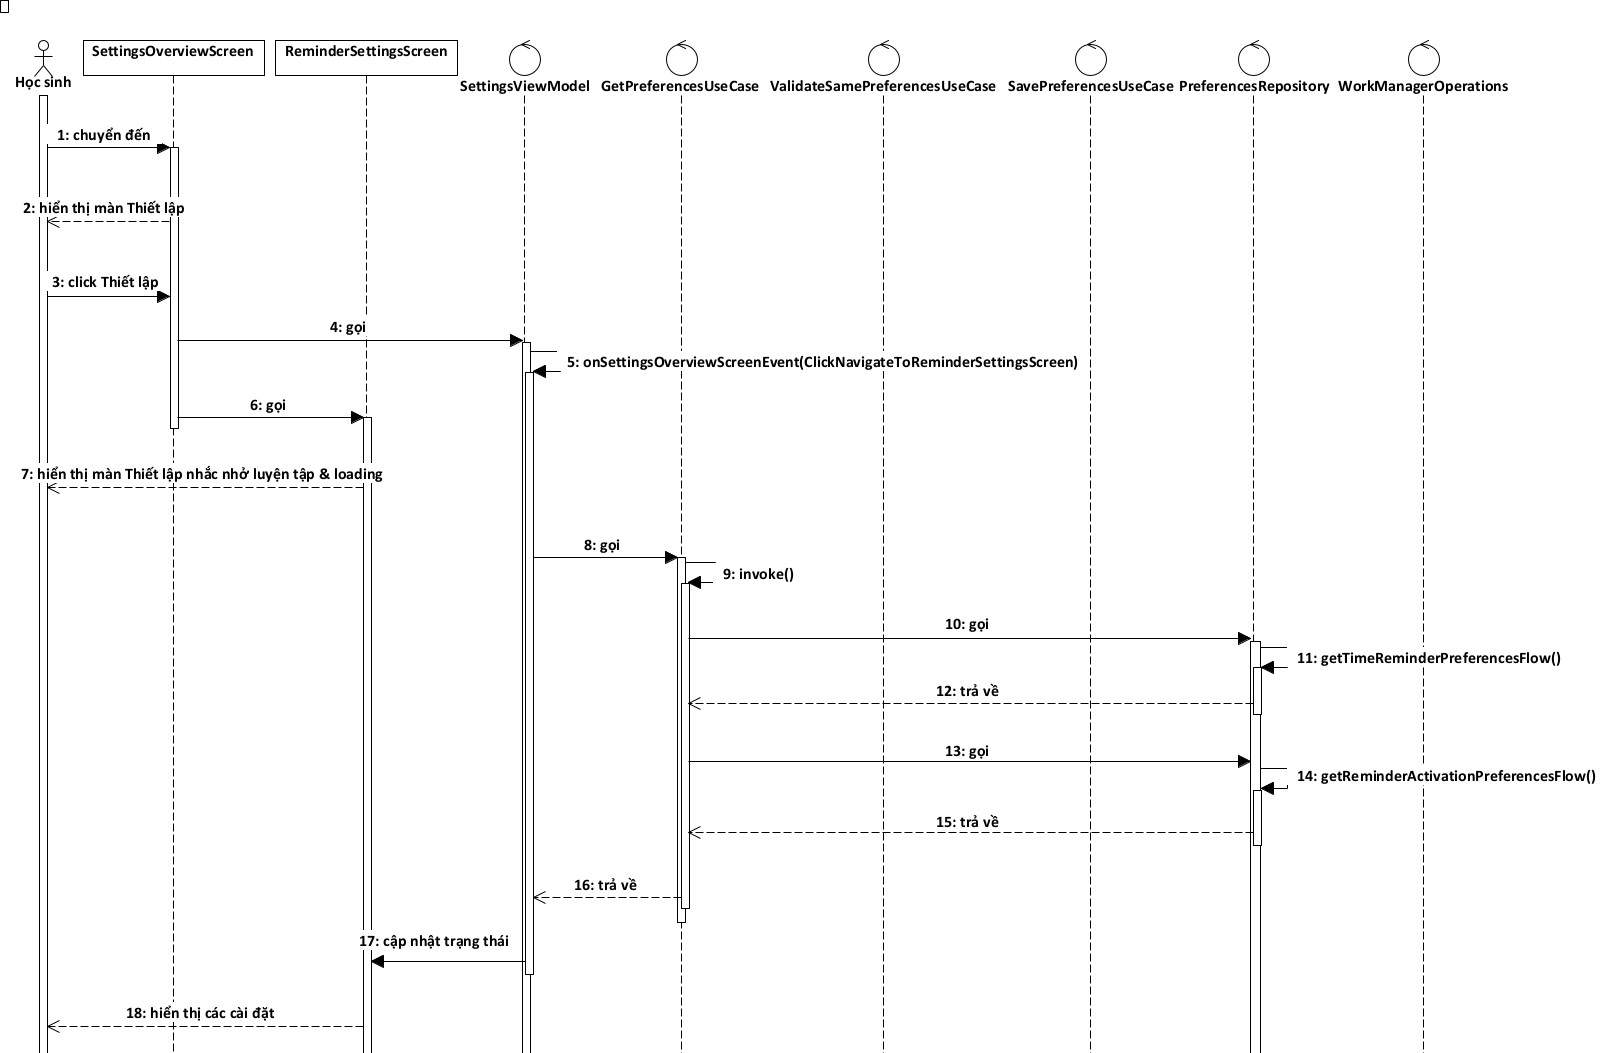 SettingsOverviewScreen
ReminderSettingsScreen
Học sinh
SettingsViewModel
GetPreferencesUseCase
ValidateSamePreferencesUseCase
SavePreferencesUseCase
PreferencesRepository
WorkManagerOperations
1: chuyển đến
2: hiển thị màn Thiết lập
3: click Thiết lập
4: gọi
5: onSettingsOverviewScreenEvent(ClickNavigateToReminderSettingsScreen)
6: gọi
7: hiển thị màn Thiết lập nhắc nhở luyện tập & loading
8: gọi
9: invoke()
10: gọi
11: getTimeReminderPreferencesFlow()
12: trả về
13: gọi
14: getReminderActivationPreferencesFlow()
15: trả về
16: trả về
17: cập nhật trạng thái
18: hiển thị các cài đặt